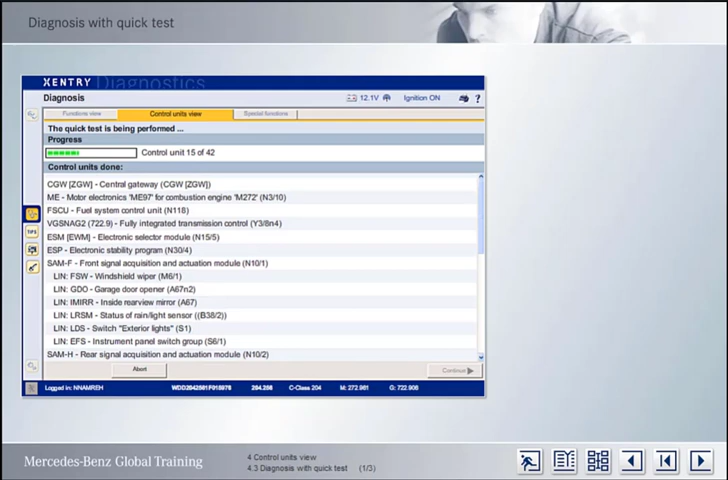 Diagnosis with quick test
XENTRY Diagnostics
Diagnosis
12.1V
Ignition ON
?
Functions view
Control units view
Special functions
The quick test is being performed ...
Progress
Control unit 15 of 42
Control units done:
CGW [ZGW] - Central gateway (CGW [ZGW])
ME - Motor electronics 'ME97' for combustion engine 'M272' (N3/10)
FSCU - Fuel system control unit (N118)
VGSNAG2 (722.9) - Fully integrated transmission control (Y3/8n4)
ESM [EWM] - Electronic selector module (N15/5)
ESP - Electronic stability program (N30/4)
SAM-F - Front signal acquisition and actuation module (N10/1)
LIN: FSW - Windshield wiper (M6/1)
LIN: GDO - Garage door opener (A67n2)
LIN: IMIRR - Inside rearview mirror (A67)
LIN: LRSM - Status of rain/light sensor ((B38/2))
LIN: LDS - Switch "Exterior lights" (S1)
LIN: EFS - Instrument panel switch group (S6/1)
SAM-H - Rear signal acquisition and actuation module (N10/2)
TIPS
Abort
Continue
Logged in: NNAMREH
204.256
C-Class 204
M: 272.961
G: 722.906
Mercedes-Benz Global Training
4 Control units view
4.3 Diagnosis with quick test (1/3)